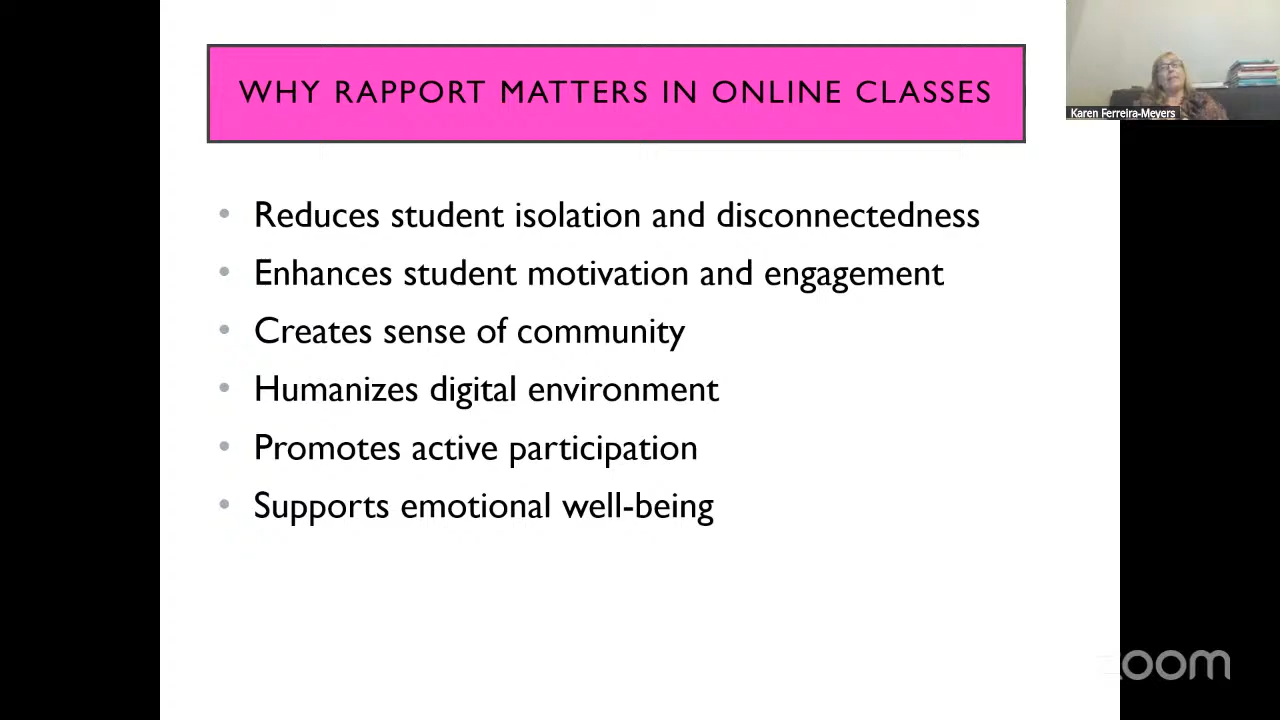 WHY RAPPORT MATTERS IN ONLINE CLASSES
Karen Ferreira-Meyers
• Reduces student isolation and disconnectedness
• Enhances student motivation and engagement
• Creates sense of community
• Humanizes digital environment
• Promotes active participation
• Supports emotional well-being
zoom